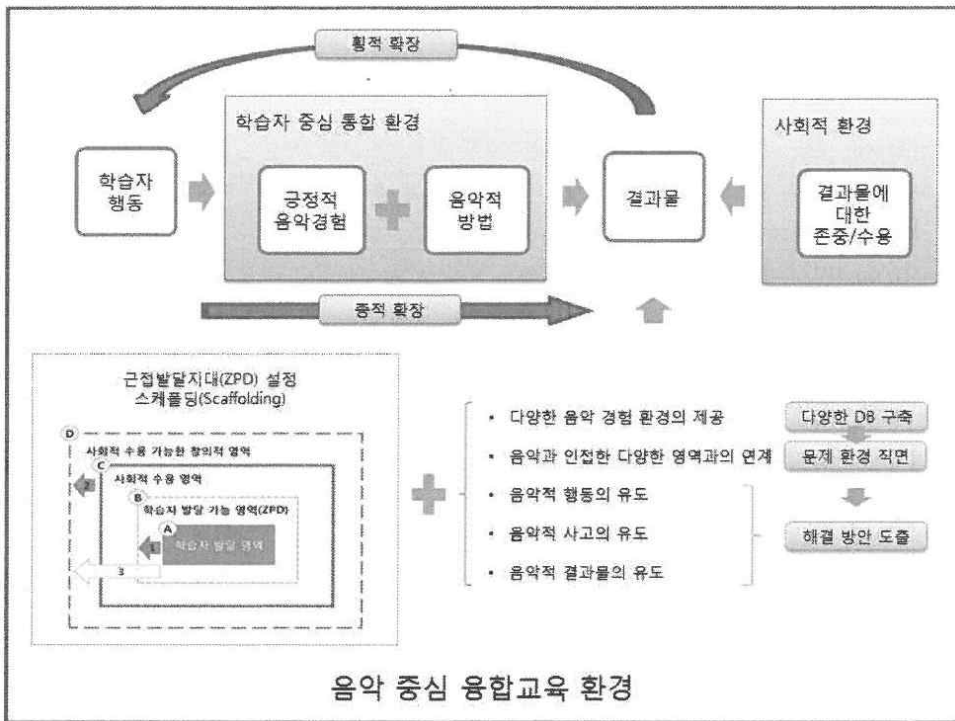 횡적 확장
학습자 중심 통합 환경
사회적 환경
학습자
행동
긍정적
음악경험
음악적
방법
결과물
결과물에
대한
존중/수용
종적 확장
근접발달지대(ZPD) 설정
스케폴딩(Scaffolding)
D
사회적 수용 가능한 창의적 영역
C
2
사회적 수용 영역
B
학습자 발달 가능 영역(ZPD)
A
1
학습자 발달 영역
3
• 다양한 음악 경험 환경의 제공
• 음악과 인접한 다양한 영역과의 연계
• 음악적 행동의 유도
• 음악적 사고의 유도
• 음악적 결과물의 유도
다양한 DB 구축
문제 환경 직면
해결 방안 도출
음악 중심 융합교육 환경